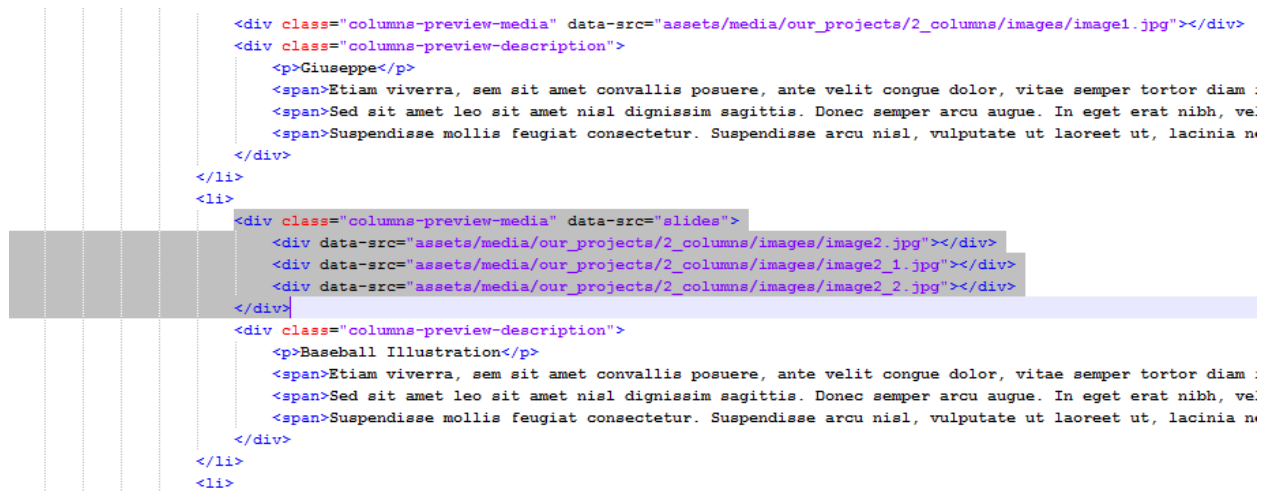 <div class="columns-preview-media" data-src="assets/media/our_projects/2_columns/images/image1.jpg"></div>
<div class="columns-preview-description">
<p>Giuseppe</p>
<span>Etiam viverra, sem sit amet convallis posuere, ante velit congue dolor, vitae semper tortor diam
<span>Sed sit amet leo sit amet nisl dignissim sagittis. Donec semper arcu augue. In eget erat nibh,
<span>Suspendisse mollis feugiat consectetur. Suspendisse arcu nisl, vulputate ut laoreet ut, lacinia
</div>
</li>
<li>
<div class="columns-preview-media" data-src="slides">
<div data-src="assets/media/our_projects/2_columns/images/image2.jpg"></div>
<div data-src="assets/media/our_projects/2_columns/images/image2_1.jpg"></div>
<div data-src="assets/media/our_projects/2_columns/images/image2_2.jpg"></div>
</div>
<div class="columns-preview-description">
<p>Baseball Illustration</p>
<span>Etiam viverra, sem sit amet convallis posuere, ante velit congue dolor, vitae semper tortor diam
<span>Sed sit amet leo sit amet nisl dignissim sagittis. Donec semper arcu augue. In eget erat nibh,
<span>Suspendisse mollis feugiat consectetur. Suspendisse arcu nisl, vulputate ut laoreet ut, lacinia
</div>
</li>
<li>